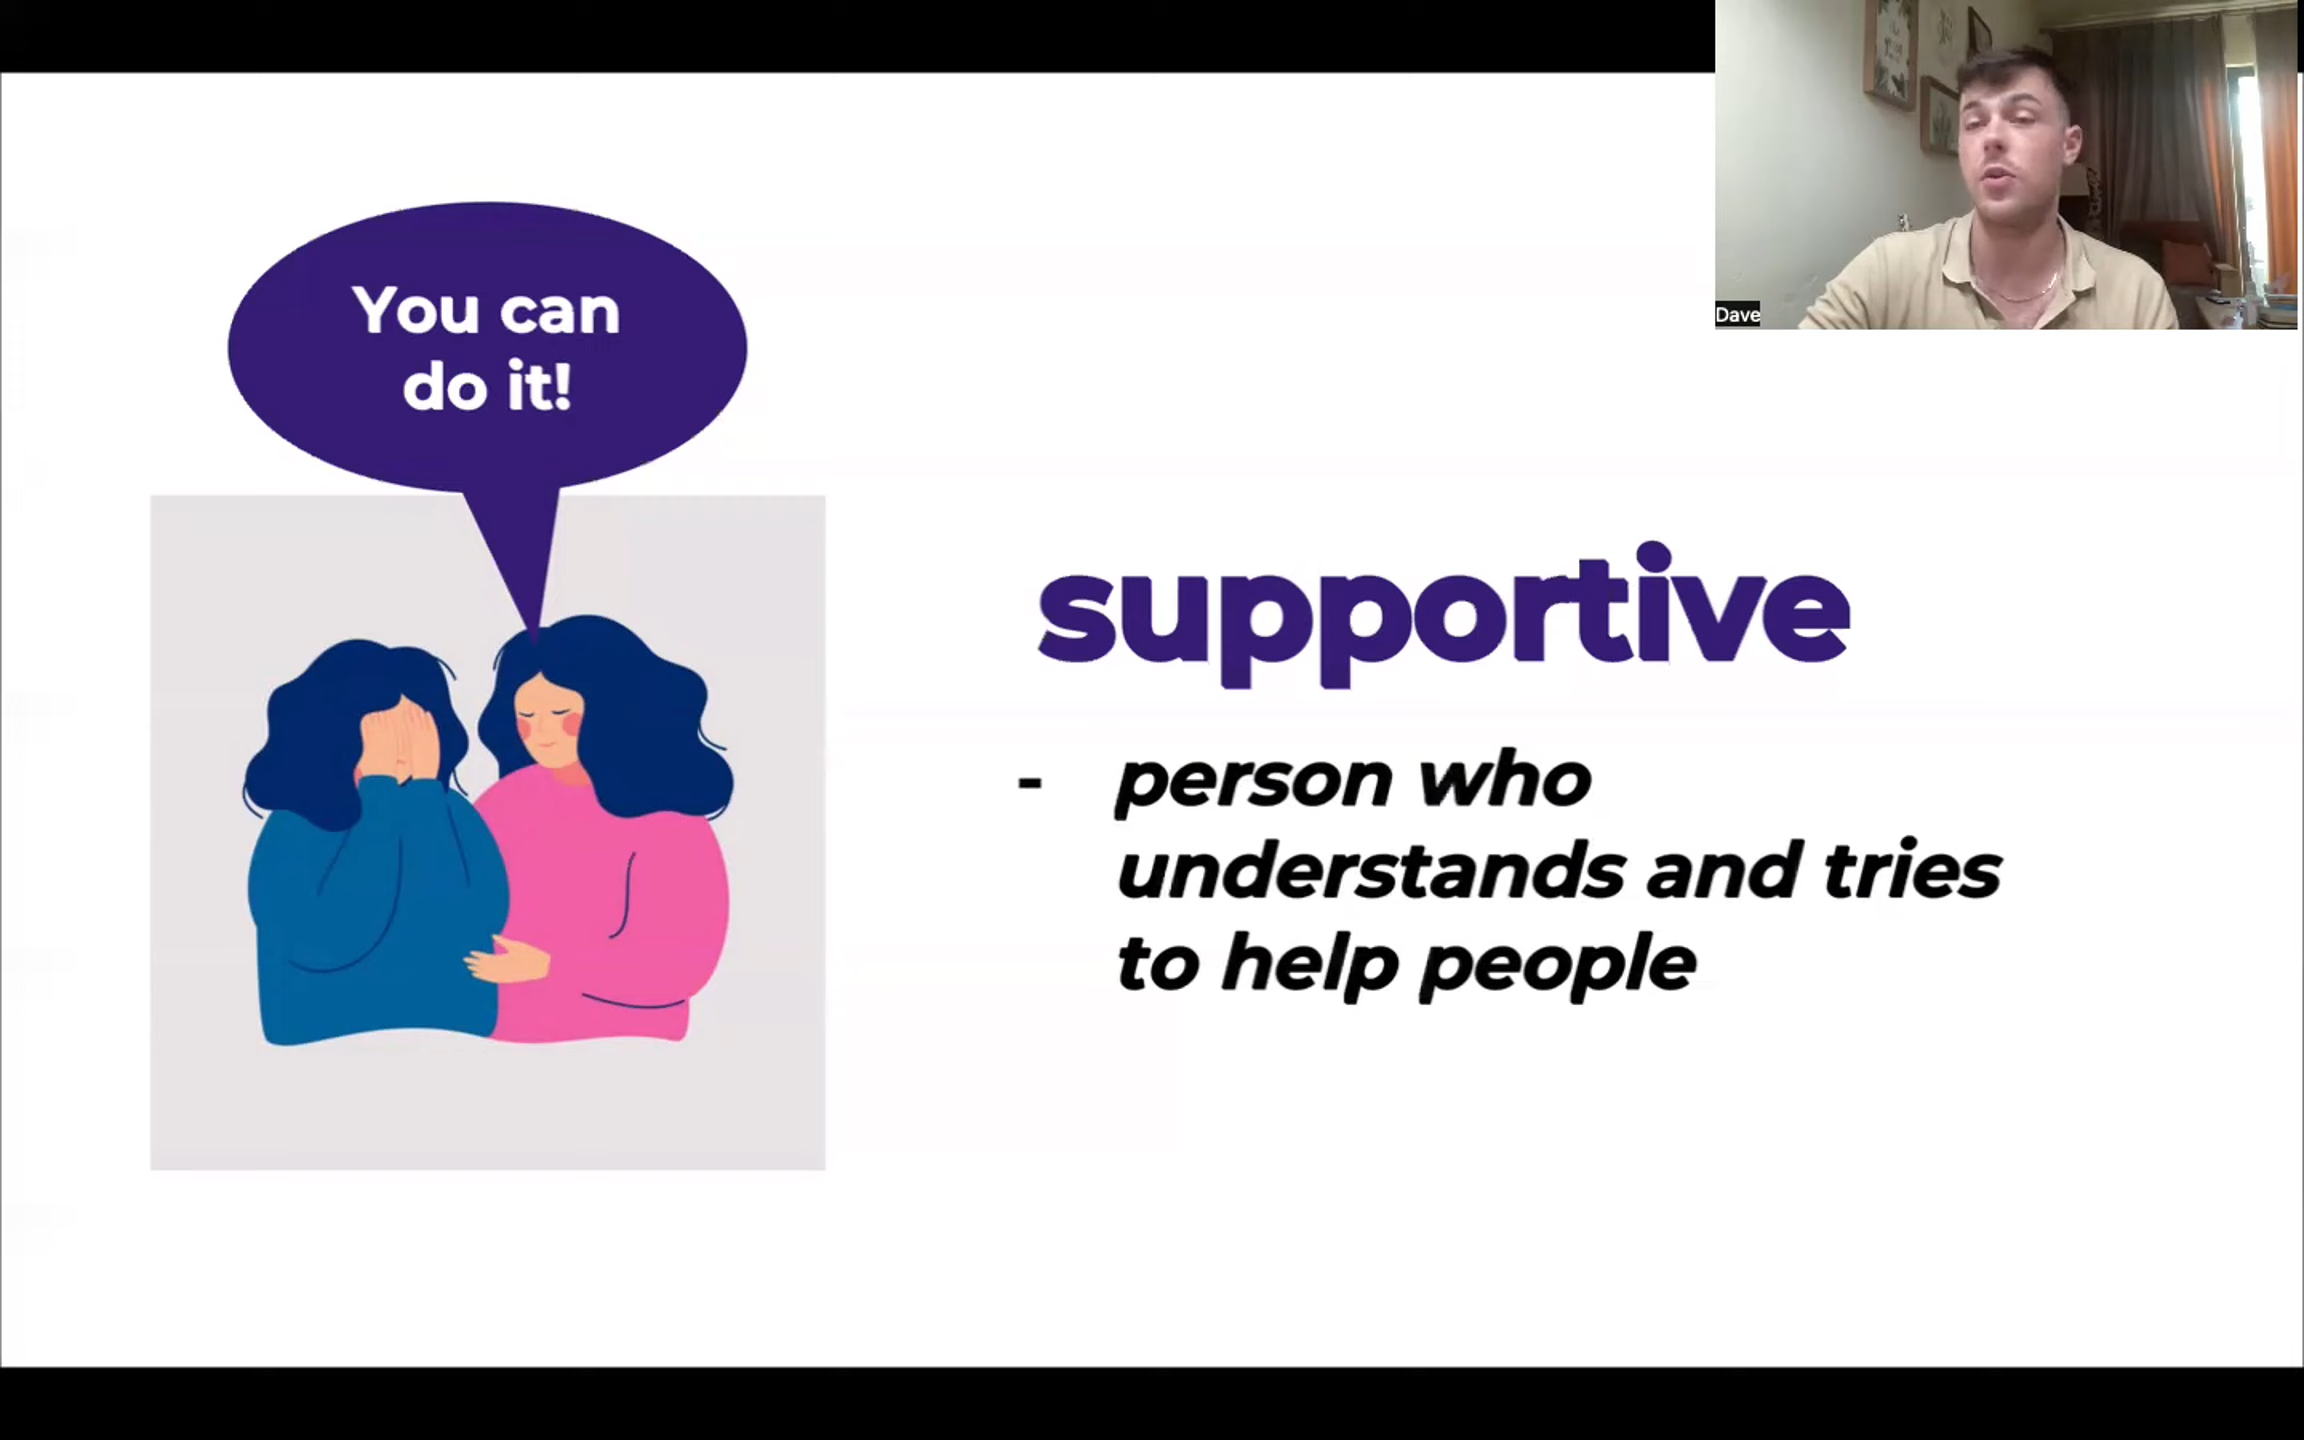 You can
do it!
supportive
- person who
understands and tries
to help people
Dave